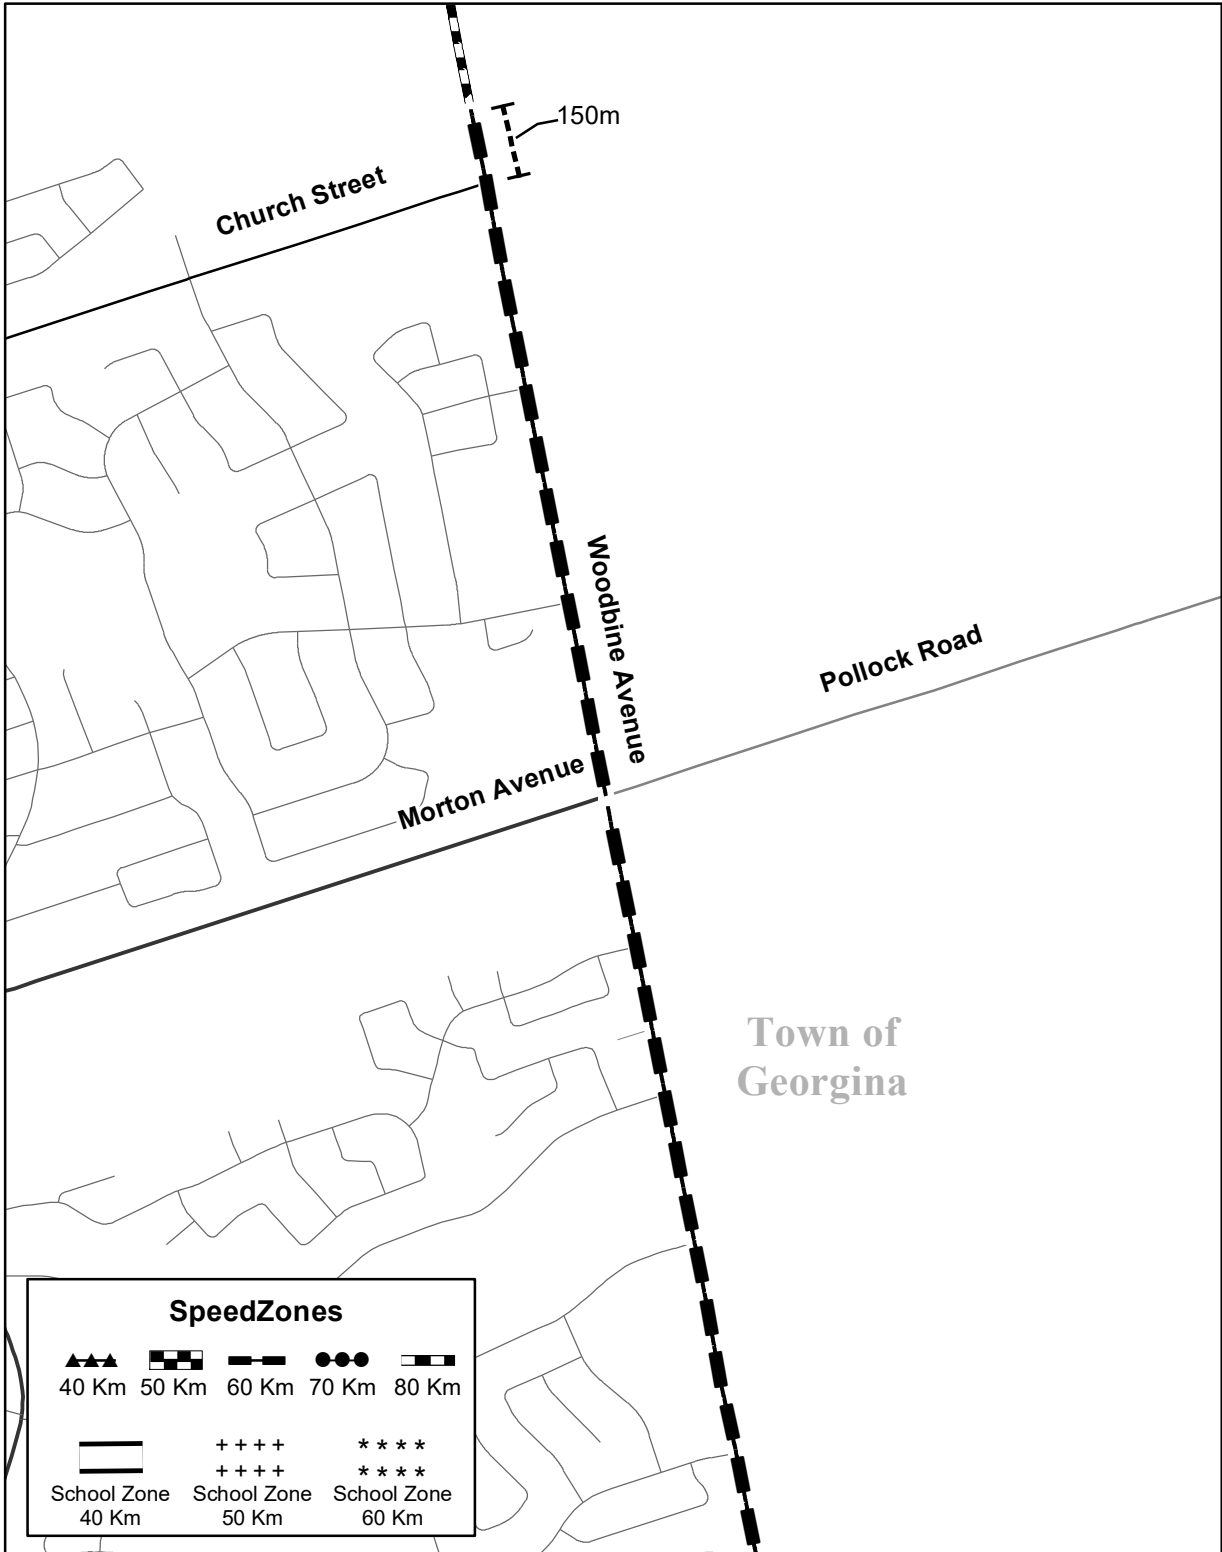 150m
Church Street
Woodbine Avenue
Pollock Road
Morton Avenue
Town of
Georgina
SpeedZones
40 Km 50 Km 60 Km 70 Km 80 Km
+ + + + * * * *
+ + + + * * * *
School Zone School Zone School Zone
40 Km 50 Km 60 Km